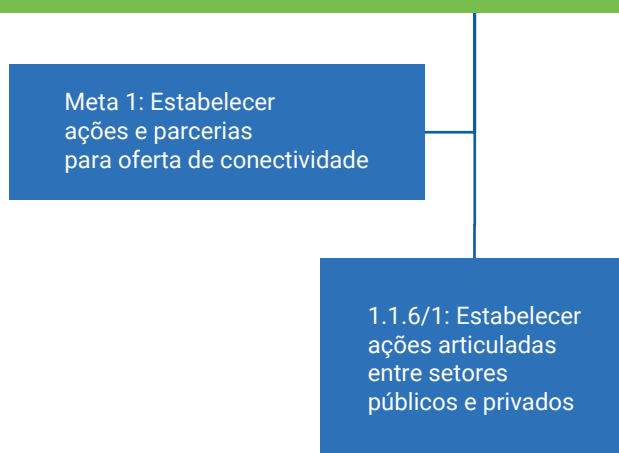 Meta 1: Estabelecer
ações e parcerias
para oferta de conectividade
1.1.6/1: Estabelecer
ações articuladas
entre setores
públicos e privados